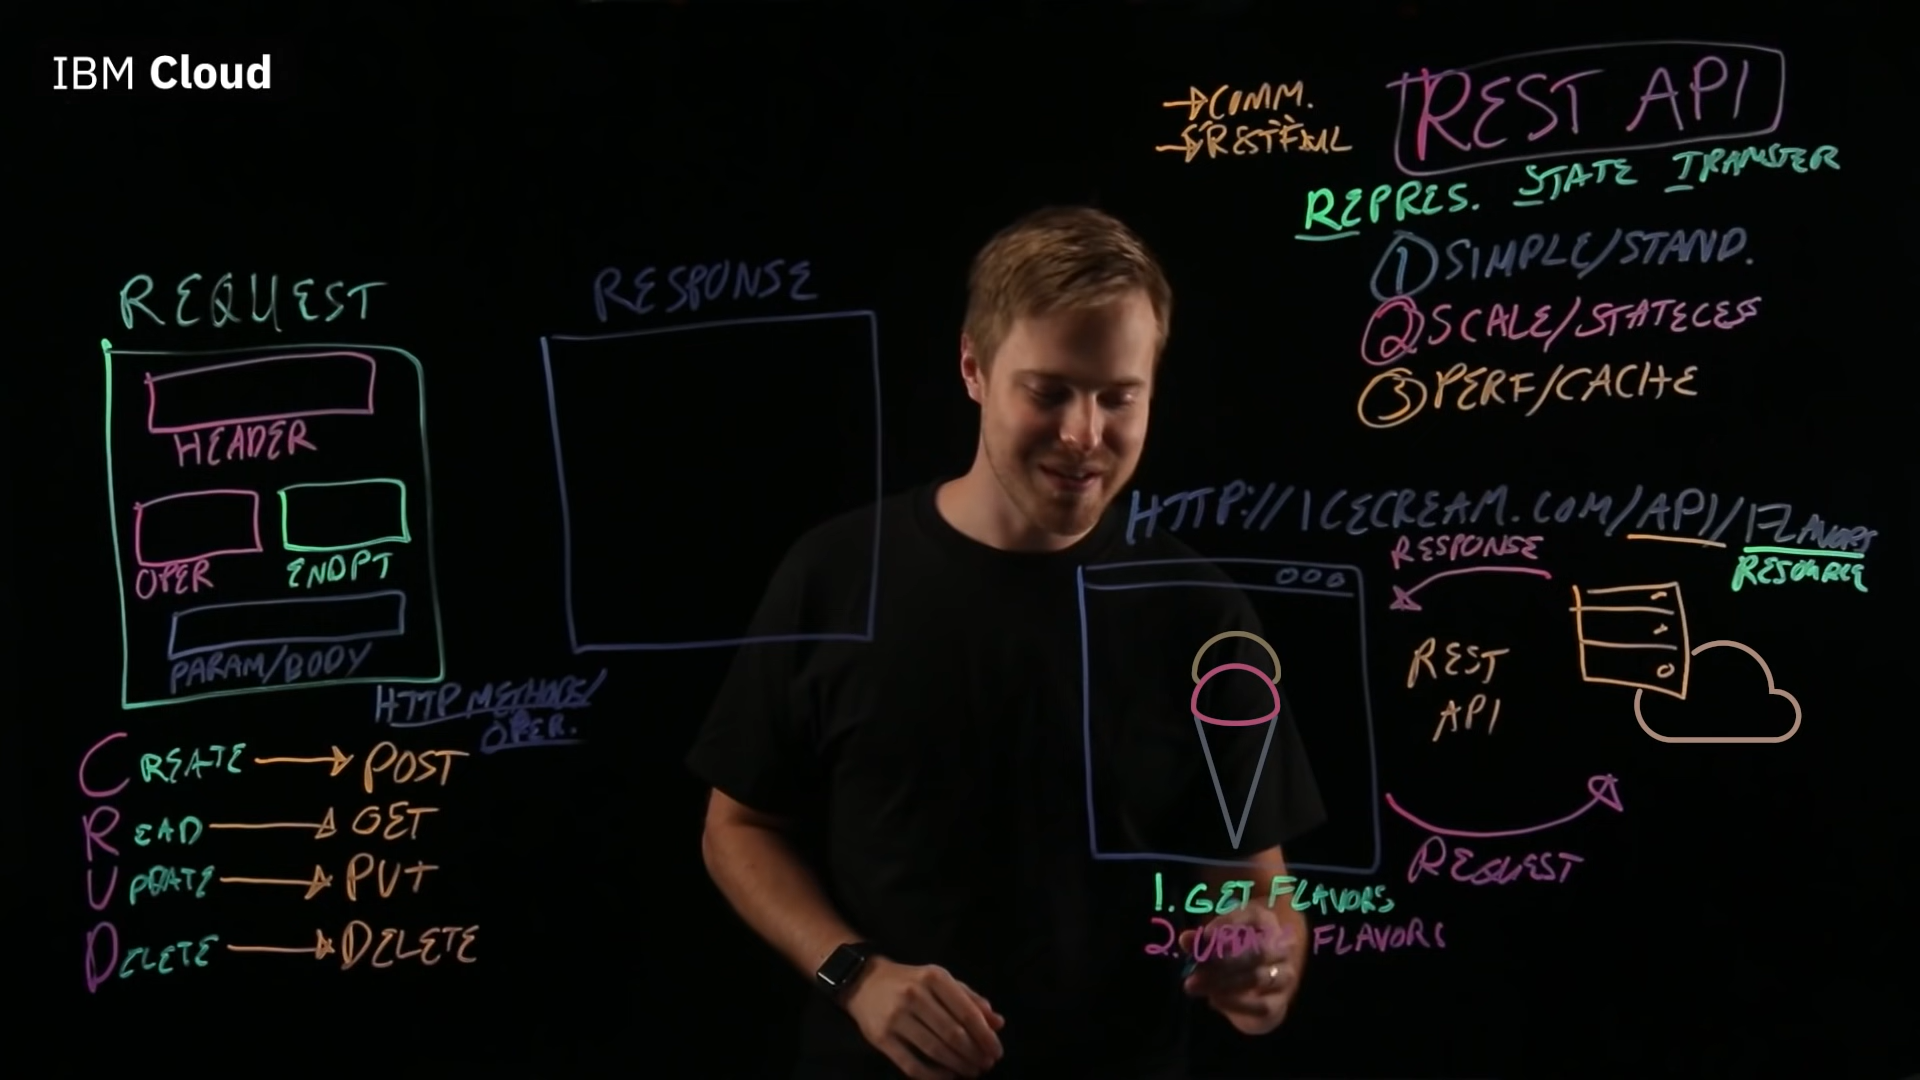 IBM Cloud
→ COMM.
→ RESTFUL
REST API
REPRES. STATE TRANSFER
① SIMPLE/STAND.
② SCALE/STATELESS
③ PERF/CACHE
REQUEST
HEADER
OPER
ENDPT
PARAM/BODY
RESPONSE
HTTP METHODS/
OPER.
CREATE → POST
READ → GET
UPDATE → PUT
DELETE → DELETE
HTTP://ICECREAM.COM/API/FLAVORS
RESOURCE
RESPONSE
REST
API
REQUEST
1. GET FLAVORS
2. UPDATE FLAVORS